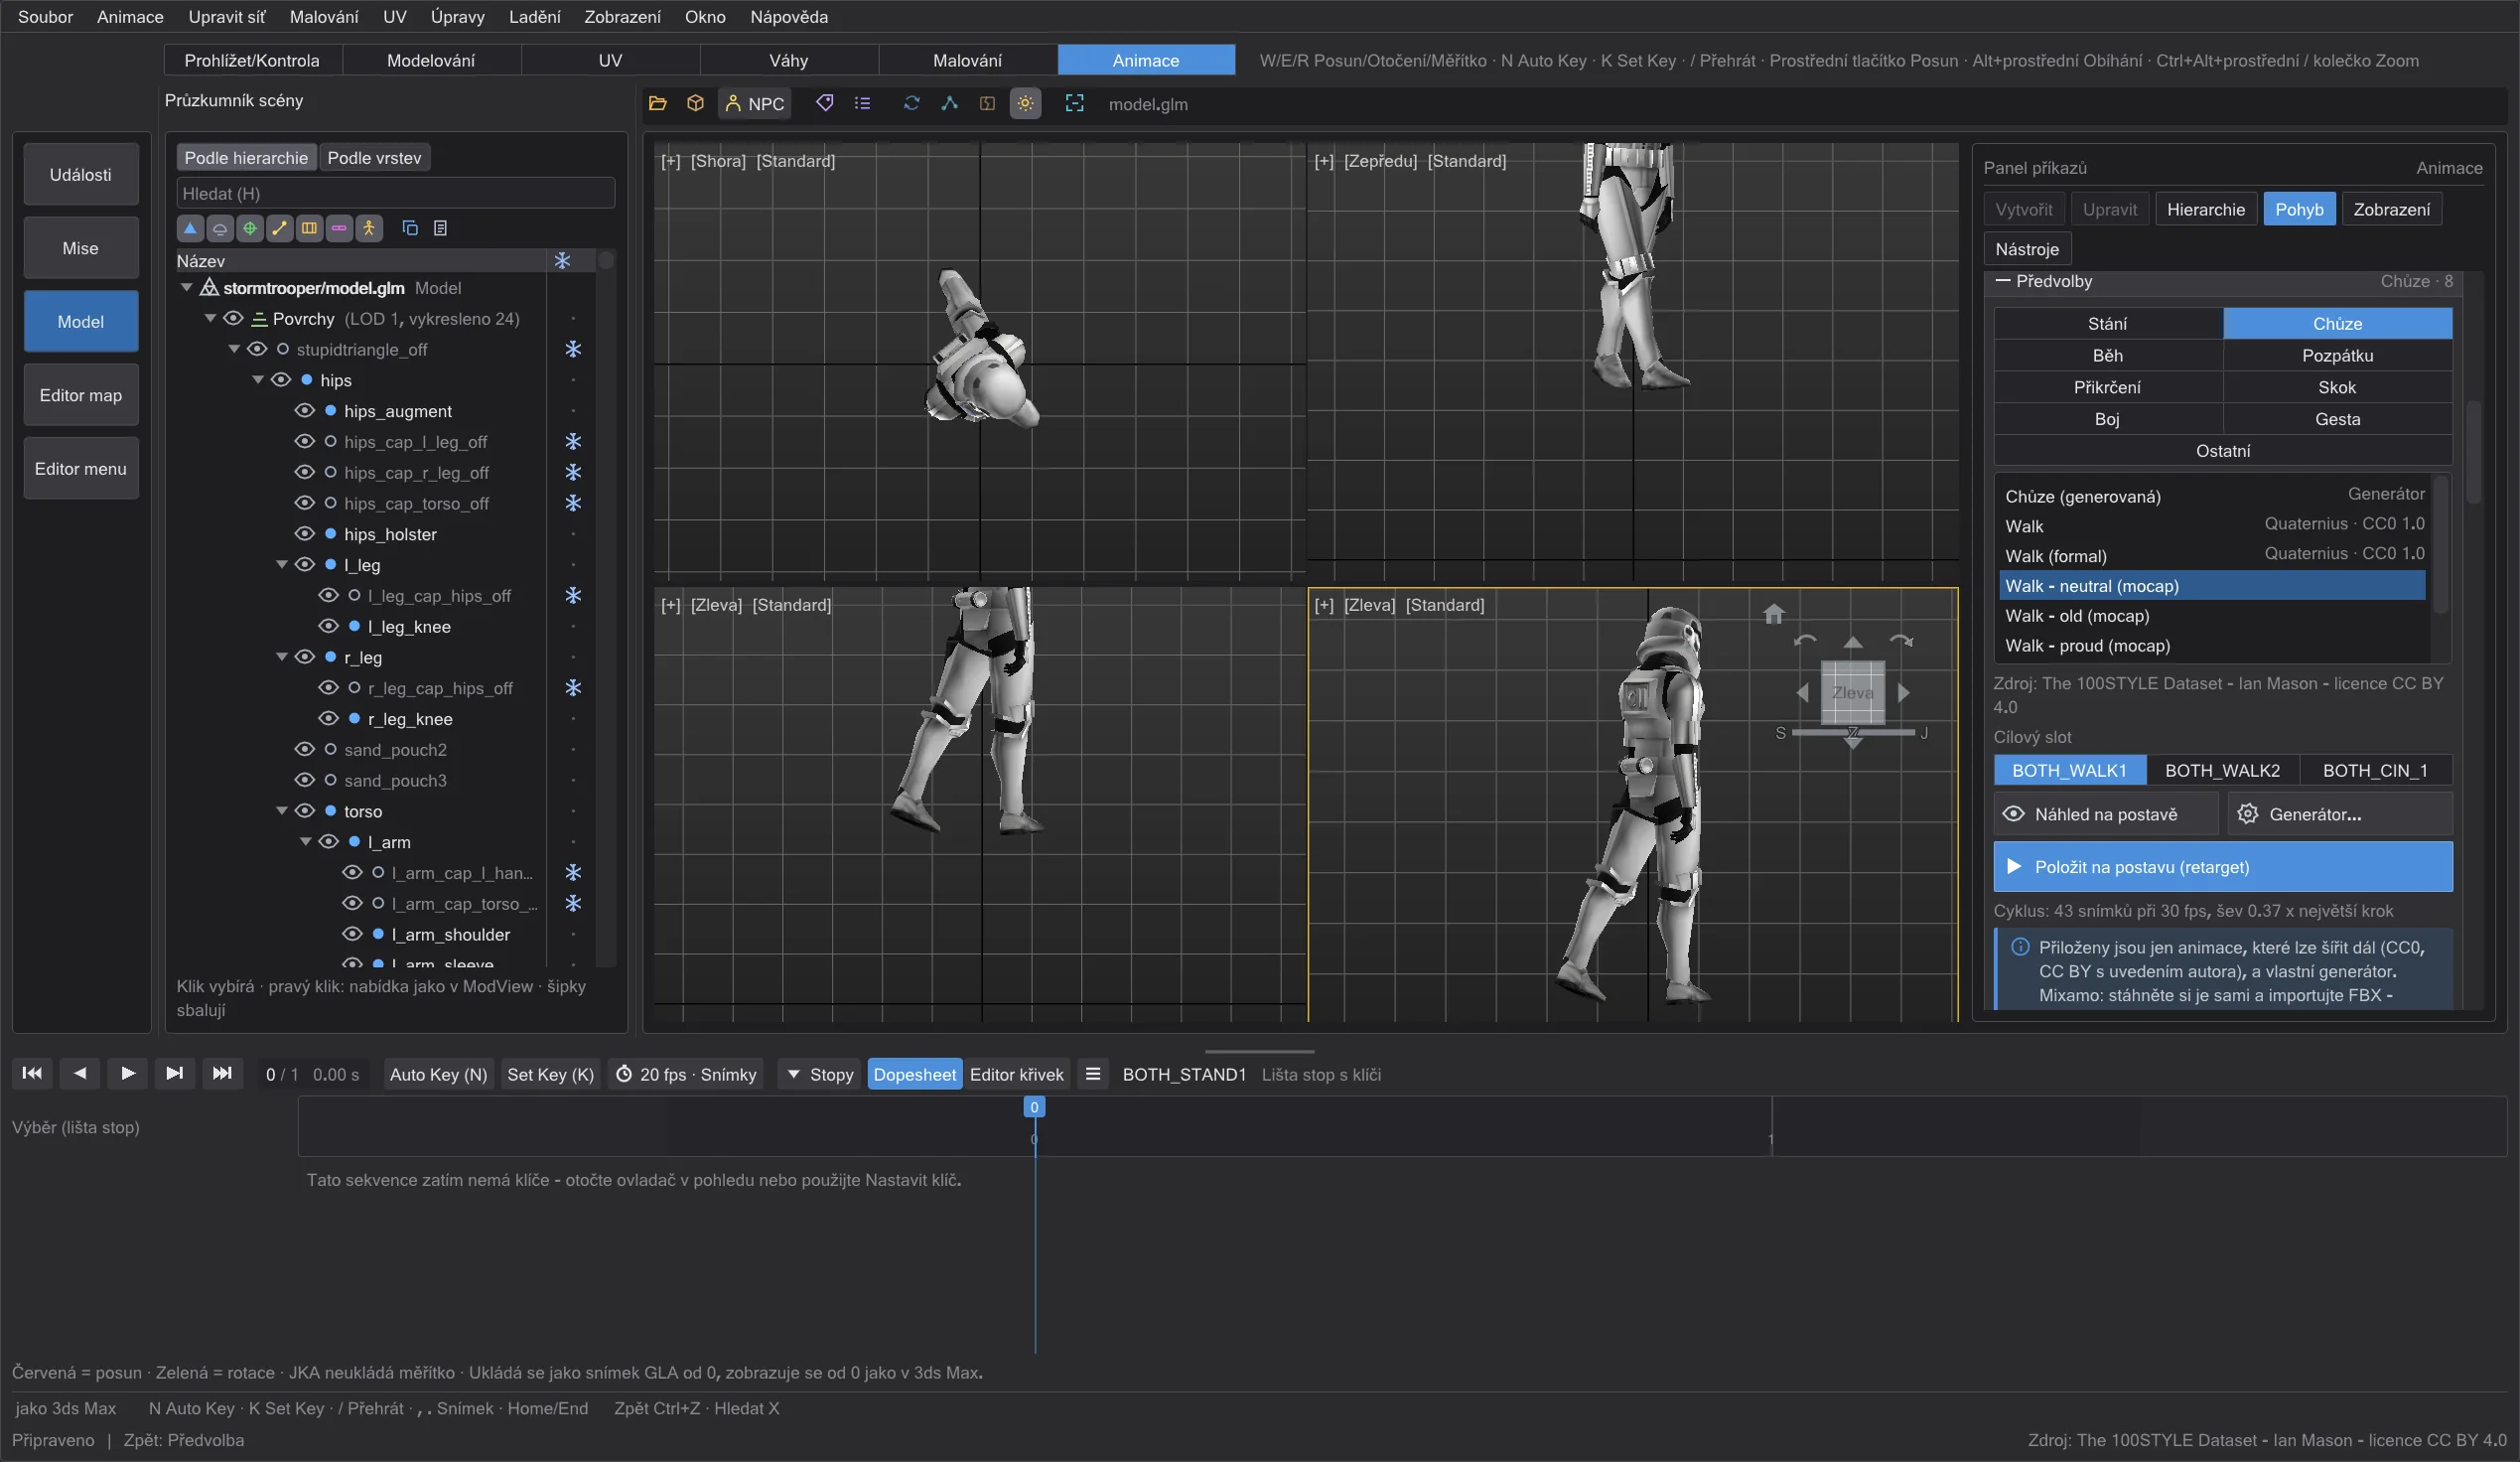 Soubor Animace Upravit síť Malování UV Úpravy Ladění Zobrazení Okno Nápověda
Prohlížet/Kontrola Modelování UV Váhy Malování Animace W/E/R Posun/Otočení/Měřítko · N Auto Key · K Set Key · / Přehrát · Prostřední tlačítko Posun · Alt+prostřední Obíhání · Ctrl+Alt+prostřední / kolečko Zoom
Průzkumník scény
NPC model.glm
Události
Mise
Model
Editor map
Editor menu
Podle hierarchie Podle vrstev
Hledat (H)
Název
stormtrooper/model.glm Model
Povrchy (LOD 1, vykresleno 24)
stupidtriangle_off
hips
hips_augment
hips_cap_l_leg_off
hips_cap_r_leg_off
hips_cap_torso_off
hips_holster
l_leg
l_leg_cap_hips_off
l_leg_knee
r_leg
r_leg_cap_hips_off
r_leg_knee
sand_pouch2
sand_pouch3
torso
l_arm
l_arm_cap_l_han...
l_arm_cap_torso_...
l_arm_shoulder
l_arm_sleeve
Klik vybírá · pravý klik: nabídka jako v ModView · šipky
sbalují
[+] [Shora] [Standard]
[+] [Zepředu] [Standard]
[+] [Zleva] [Standard]
[+] [Zleva] [Standard]
Zleva
S Z J
Panel příkazů Animace
Vytvořit Upravit Hierarchie Pohyb Zobrazení
Nástroje
Předvolby Chůze · 8
Stání Chůze
Běh Pozpátku
Přikrčení Skok
Boj Gesta
Ostatní
Chůze (generovaná) Generátor
Walk Quaternius · CC0 1.0
Walk (formal) Quaternius · CC0 1.0
Walk - neutral (mocap)
Walk - old (mocap)
Walk - proud (mocap)
Zdroj: The 100STYLE Dataset - Ian Mason - licence CC BY
4.0
Cílový slot
BOTH_WALK1 BOTH_WALK2 BOTH_CIN_1
Náhled na postavě Generátor...
Položit na postavu (retarget)
Cyklus: 43 snímků při 30 fps, šev 0.37 x největší krok
Přiloženy jsou jen animace, které lze šířit dál (CC0,
CC BY s uvedením autora), a vlastní generátor.
Mixamo: stáhněte si je sami a importujte FBX -
0 / 1 0.00 s Auto Key (N) Set Key (K) 20 fps · Snímky Stopy Dopesheet Editor křivek BOTH_STAND1 Lišta stop s klíči
0
Výběr (lišta stop)
0 1
Tato sekvence zatím nemá klíče - otočte ovladač v pohledu nebo použijte Nastavit klíč.
Červená = posun · Zelená = rotace · JKA neukládá měřítko · Ukládá se jako snímek GLA od 0, zobrazuje se od 0 jako v 3ds Max.
jako 3ds Max N Auto Key · K Set Key · / Přehrát · , . Snímek · Home/End Zpět Ctrl+Z · Hledat X
Připraveno | Zpět: Předvolba Zdroj: The 100STYLE Dataset - Ian Mason - licence CC BY 4.0